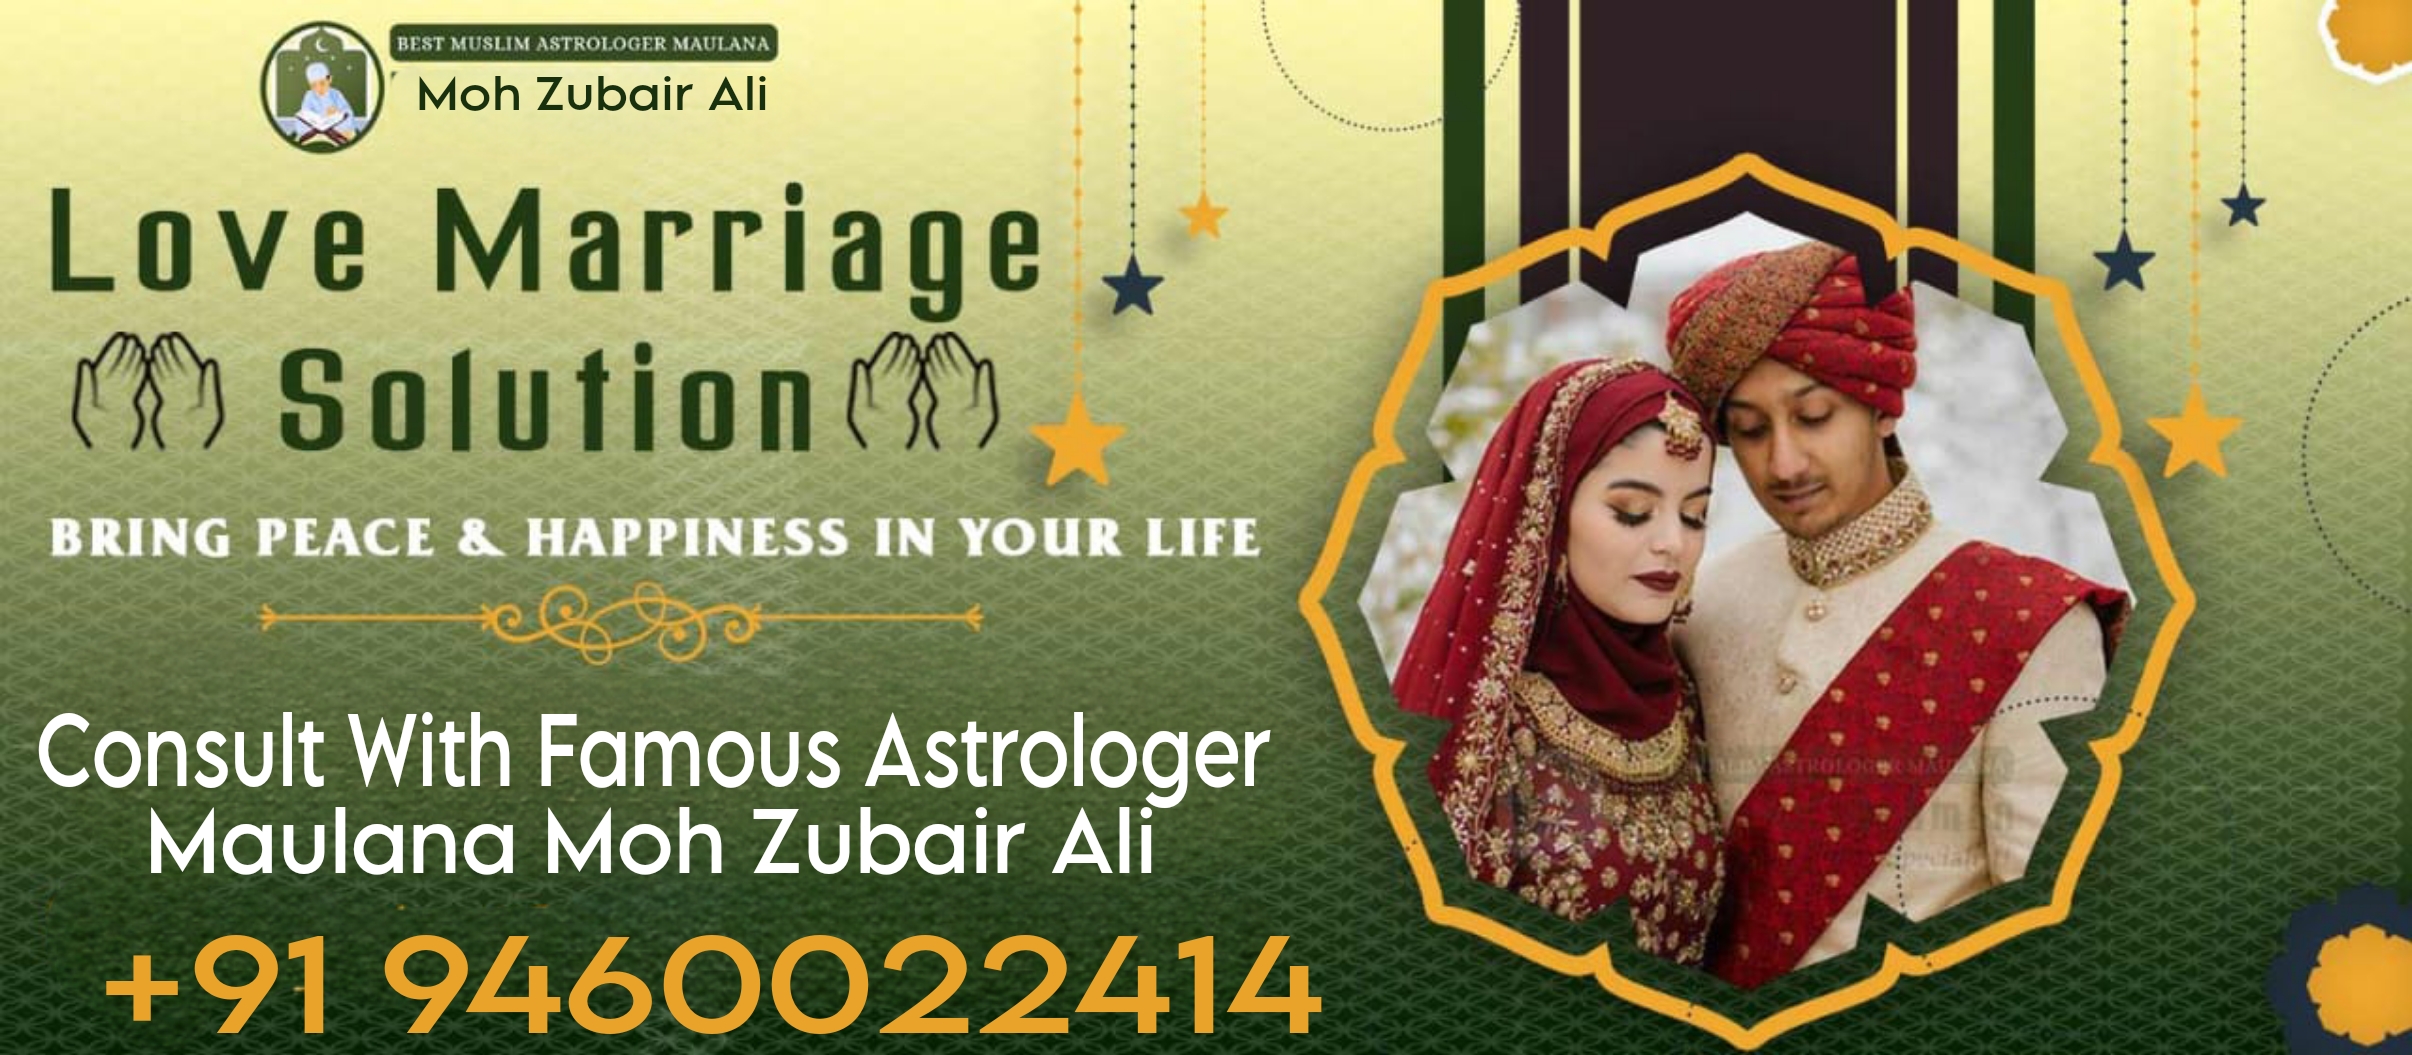 BEST MUSLIM ASTROLOGER MAULANA
Moh Zubair Ali
Love Marriage
Solution
BRING PEACE & HAPPINESS IN YOUR LIFE
Consult With Famous Astrologer
Maulana Moh Zubair Ali
+91 9460022414